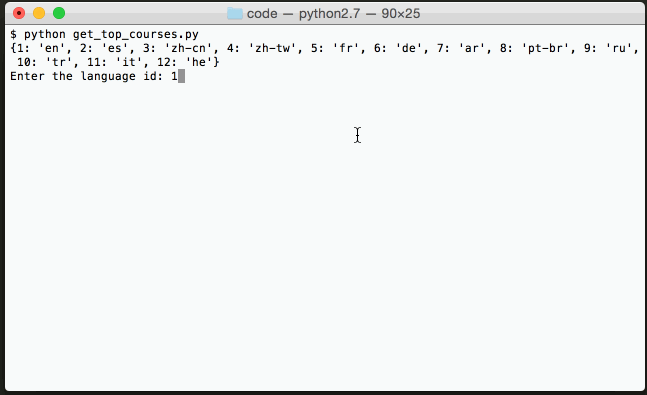 code — python2.7 — 90×25
$ python get_top_courses.py
{1: 'en', 2: 'es', 3: 'zh-cn', 4: 'zh-tw', 5: 'fr', 6: 'de', 7: 'ar', 8: 'pt-br', 9: 'ru',
 10: 'tr', 11: 'it', 12: 'he'}
Enter the language id: 1